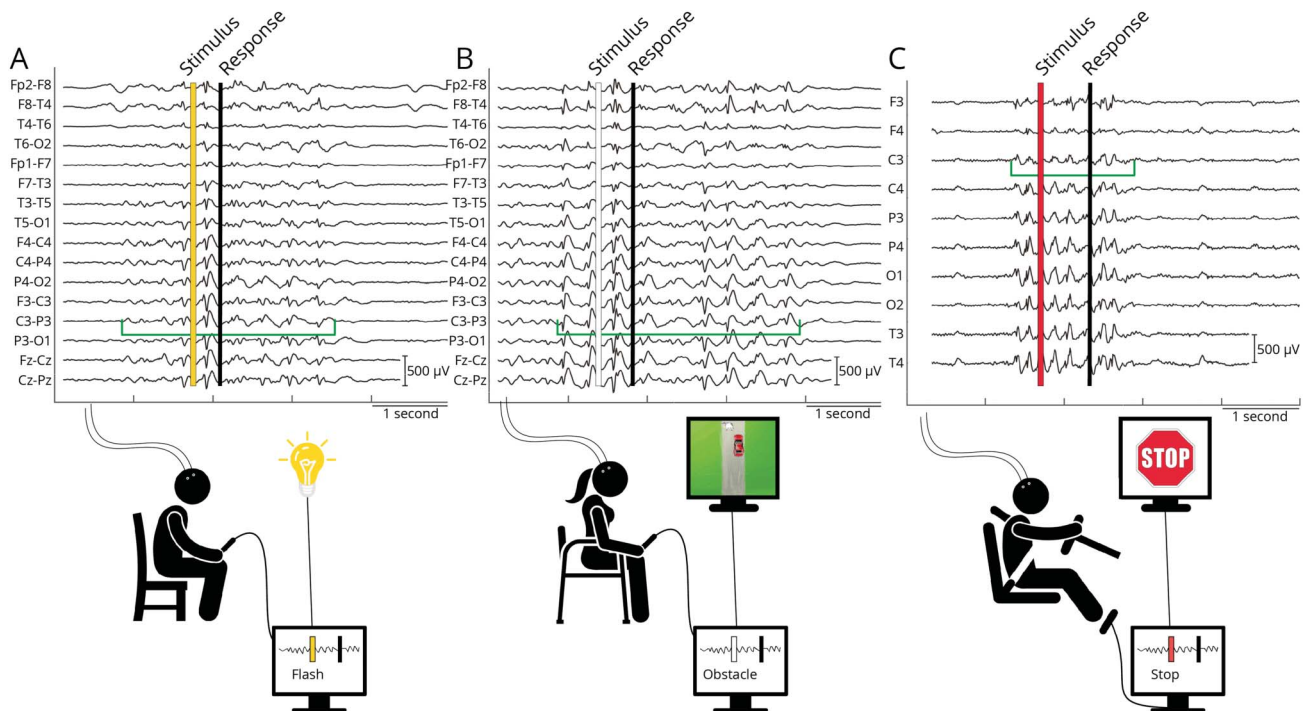 A
Stimulus
Response
Fp2-F8
F8-T4
T4-T6
T6-O2
Fp1-F7
F7-T3
T3-T5
T5-O1
F4-C4
C4-P4
P4-O2
F3-C3
C3-P3
P3-O1
Fz-Cz
Cz-Pz
500 μV
1 second
Flash
B
Stimulus
Response
Fp2-F8
F8-T4
T4-T6
T6-O2
Fp1-F7
F7-T3
T3-T5
T5-O1
F4-C4
C4-P4
P4-O2
F3-C3
C3-P3
P3-O1
Fz-Cz
Cz-Pz
500 μV
1 second
Obstacle
C
Stimulus
Response
F3
F4
C3
C4
P3
P4
O1
O2
T3
T4
500 μV
1 second
STOP
Stop